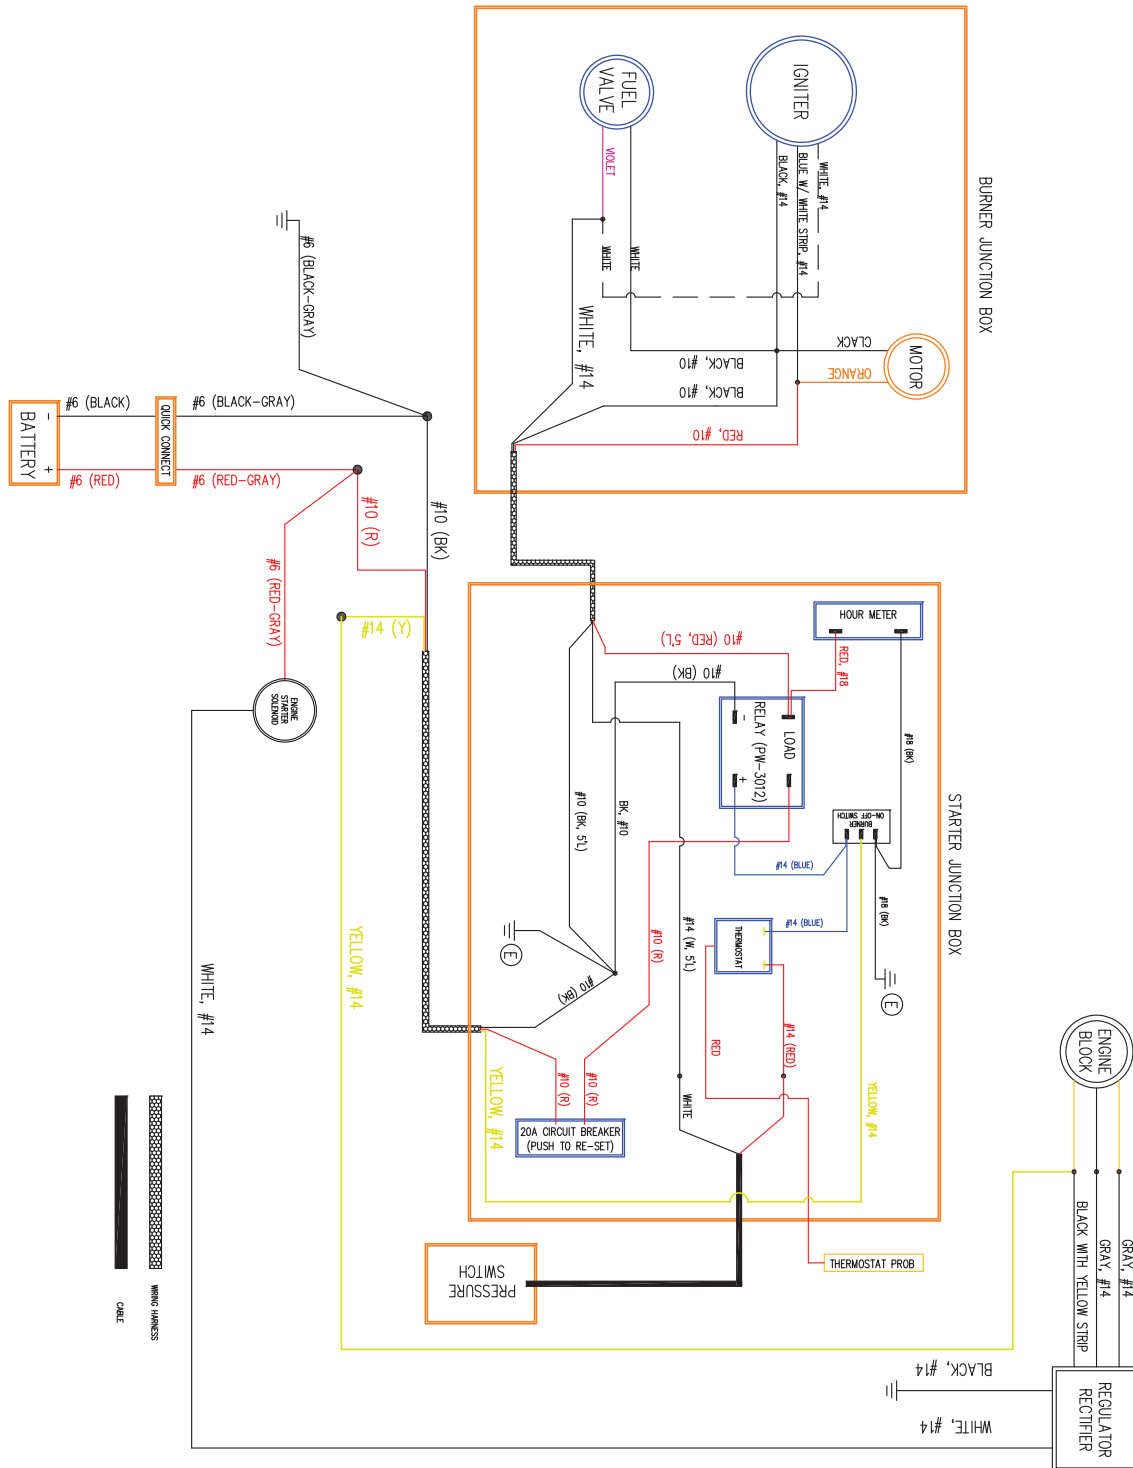 BURNER JUNCTION BOX
IGNITER
FUEL
VALVE
VIOLET
WHITE, #14
BLUE W/ WHITE STRIP, #14
BLACK, #14
WHITE
WHITE
WHITE, #14
MOTOR
CLACK
ORANGE
BLACK, #10
BLACK, #10
RED, #10
#6 (BLACK-GRAY)
#6 (BLACK)
#6 (BLACK-GRAY)
QUICK CONNECT
- BATTERY +
#6 (RED)
#6 (RED-GRAY)
#10 (R)
#10 (BK)
#6 (RED-GRAY)
#14 (Y)
ENGINE
STARTER
SOLENOID
STARTER JUNCTION BOX
HOUR METER
RED, #18
#18 (BK)
#10 (RED, 5'L)
#10 (BK)
LOAD
RELAY (PW-3012)
- +
BURNER
ON-OFF SWITCH
#14 (BLUE)
#14 (BLUE)
#18 (BK)
E
THERMOSTAT
#10 (BK, 5'L)
BK, #10
#10 (R)
#14 (W, 5'L)
E
#10 (BK)
RED
#14 (RED)
WHITE
YELLOW, #14
#10 (R)
#10 (R)
YELLOW, #14
20A CIRCUIT BREAKER
(PUSH TO RE-SET)
YELLOW, #14
WHITE, #14
PRESSURE
SWITCH
THERMOSTAT PROB
ENGINE
BLOCK
GRAY, #14
GRAY, #14
BLACK WITH YELLOW STRIP
BLACK, #14
WHITE, #14
REGULATOR
RECTIFIER
WIRING HARNESS
CABLE